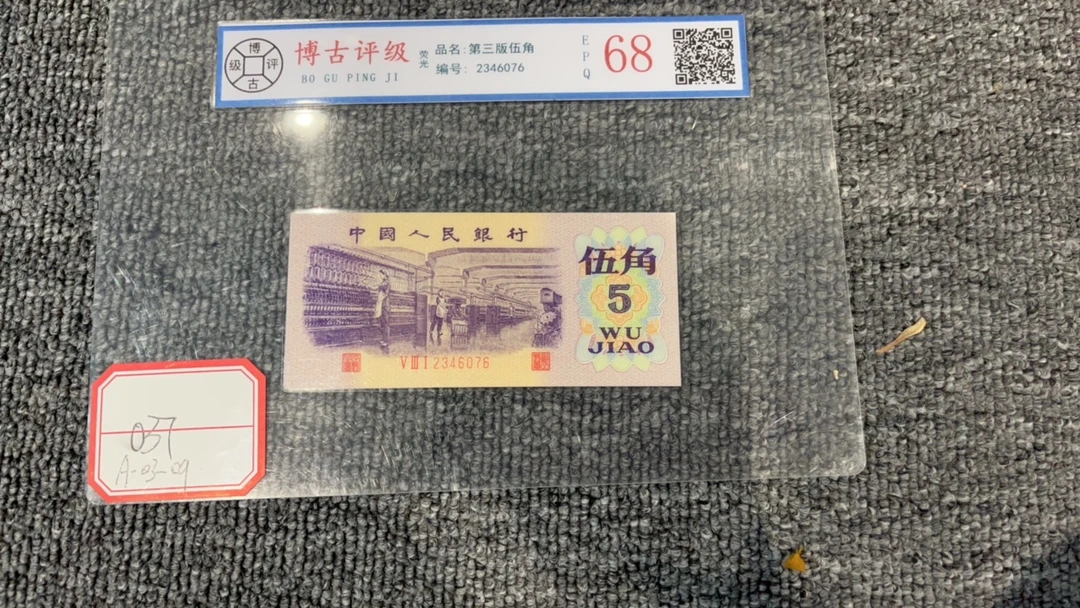 博古评级
博古评级
BO GU PING JI
荧光
品名:第三版伍角
编号: 2346076
EPQ
68
中國人民銀行
伍角
5
WU
JIAO
VⅢI2346076
037
A-03-09